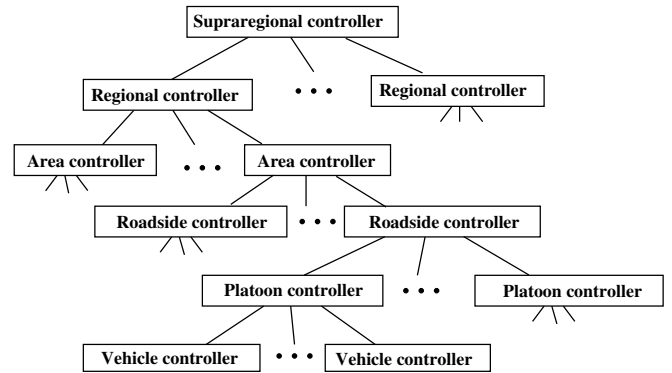 Supraregional controller
Regional controller
• • •
Regional controller
Area controller
• • •
Area controller
Roadside controller
• • •
Roadside controller
Platoon controller
• • •
Platoon controller
Vehicle controller
• • •
Vehicle controller